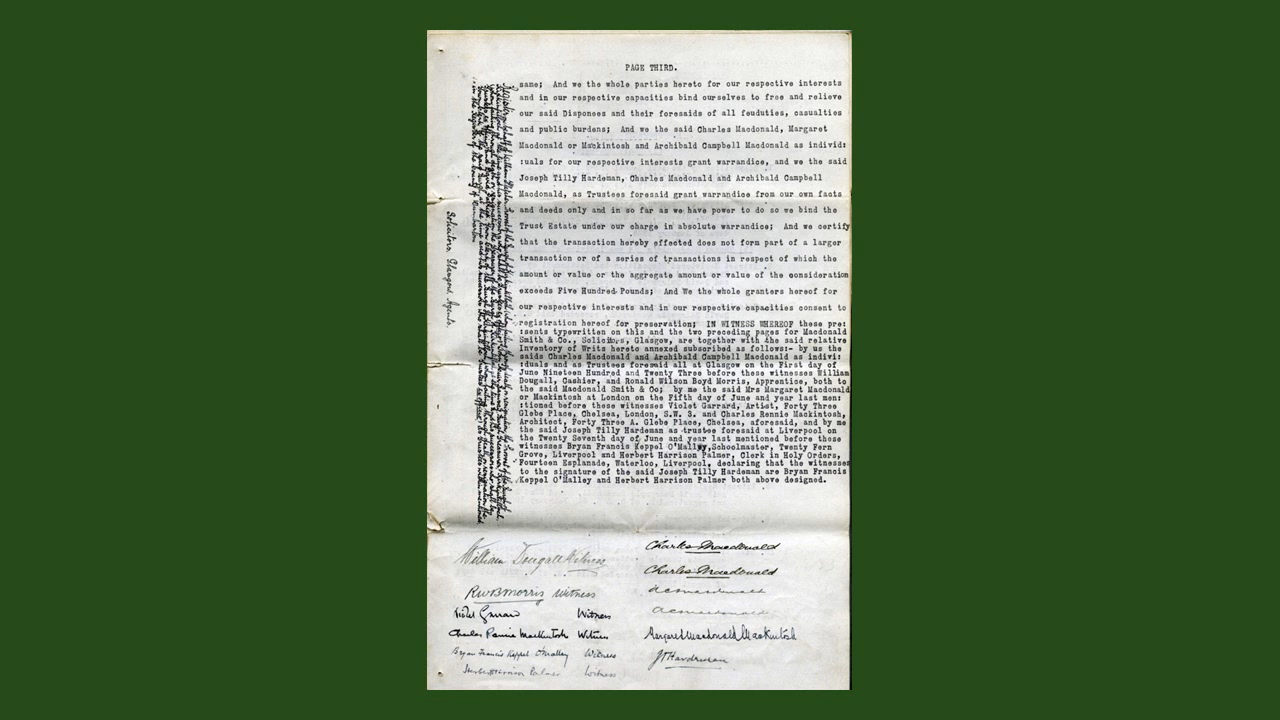 PAGE THIRD.
same; And we the whole parties hereto for our respective interests
and in our respective capacities bind ourselves to free and relieve
our said Disponees and their foresaids of all feuduties, casualties
and public burdens; And we the said Charles Macdonald, Margaret
Macdonald or Mackintosh and Archibald Campbell Macdonald as individ:
:uals for our respective interests grant warrandice, and we the said
Joseph Tilly Hardeman, Charles Macdonald and Archibald Campbell
Macdonald, as Trustees foresaid grant warrandice from our own facts
and deeds only and in so far as we have power to do so we bind the
Trust Estate under our charge in absolute warrandice; And we certify
that the transaction hereby effected does not form part of a larger
transaction or of a series of transactions in respect of which the
amount or value or the aggregate amount or value of the consideration
exceeds Five Hundred Pounds; And We the whole granters hereof for
our respective interests and in our respective capacities consent to
registration hereof for preservation; IN WITNESS WHEREOF these pre:
:sents typewritten on this and the two preceding pages for Macdonald
Smith & Co., Solicitors, Glasgow, are together with the said relative
Inventory of Writs hereto annexed subscribed as follows:- by us the
saids Charles Macdonald and Archibald Campbell Macdonald as indivi:
:duals and as Trustees foresaid all at Glasgow on the First day of
June Nineteen Hundred and Twenty Three before these witnesses William
Dougall, Cashier, and Ronald Wilson Boyd Morris, Apprentice, both to
the said Macdonald Smith & Co; by me the said Mrs Margaret Macdonald
or Mackintosh at London on the Fifth day of June and year last men:
:tioned before these witnesses Violet Garrard, Artist, Forty Three
Glebe Place, Chelsea, London, S.W. 3. and Charles Rennie Mackintosh,
Architect, Forty Three A. Glebe Place, Chelsea, aforesaid, and by me
the said Joseph Tilly Hardeman as trustee foresaid at Liverpool on
the Twenty Seventh day of June and year last mentioned before these
witnesses Bryan Francis Keppel O'Malley, Schoolmaster, Twenty Fern
Grove, Liverpool and Herbert Harrison Palmer, Clerk in Holy Orders,
Fourteen Esplanade, Waterloo, Liverpool, declaring that the witnesses
to the signature of the said Joseph Tilly Hardeman are Bryan Francis
Keppel O'Malley and Herbert Harrison Palmer both above designed.
Solicitors, Glasgow, Agents.
William Dougall Witness
RWBMorris Witness
Violet Garrard Witness
Charles Rennie Mackintosh Witness
Bryan Francis Keppel O'Malley Witness
Herbert Harrison Palmer Witness
Charles Macdonald
Charles Macdonald
acmacdonald
acmacdonald
Margaret Macdonald Mackintosh
JTHardeman